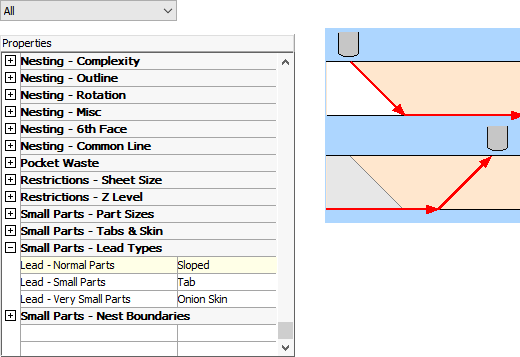 All
Properties
Nesting - Complexity
Nesting - Outline
Nesting - Rotation
Nesting - Misc
Nesting - 6th Face
Nesting - Common Line
Pocket Waste
Restrictions - Sheet Size
Restrictions - Z Level
Small Parts - Part Sizes
Small Parts - Tabs & Skin
Small Parts - Lead Types
Lead - Normal Parts Sloped
Lead - Small Parts Tab
Lead - Very Small Parts Onion Skin
Small Parts - Nest Boundaries